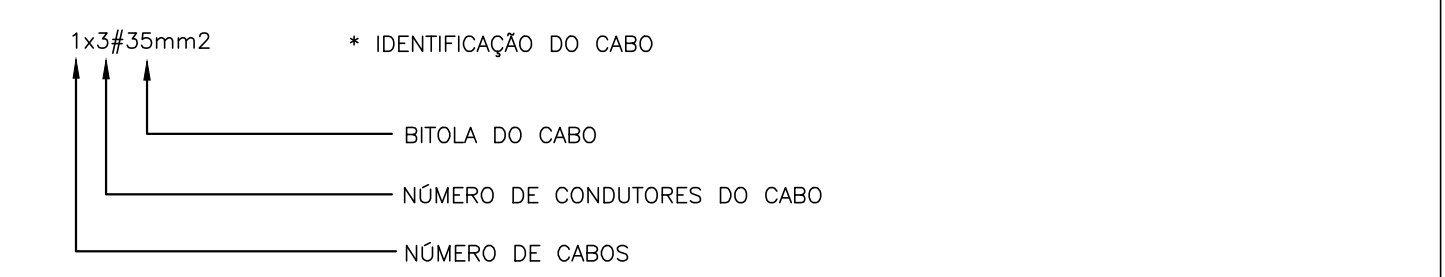 1x3#35mm2 * IDENTIFICAÇÃO DO CABO
BITOLA DO CABO
NÚMERO DE CONDUTORES DO CABO
NÚMERO DE CABOS